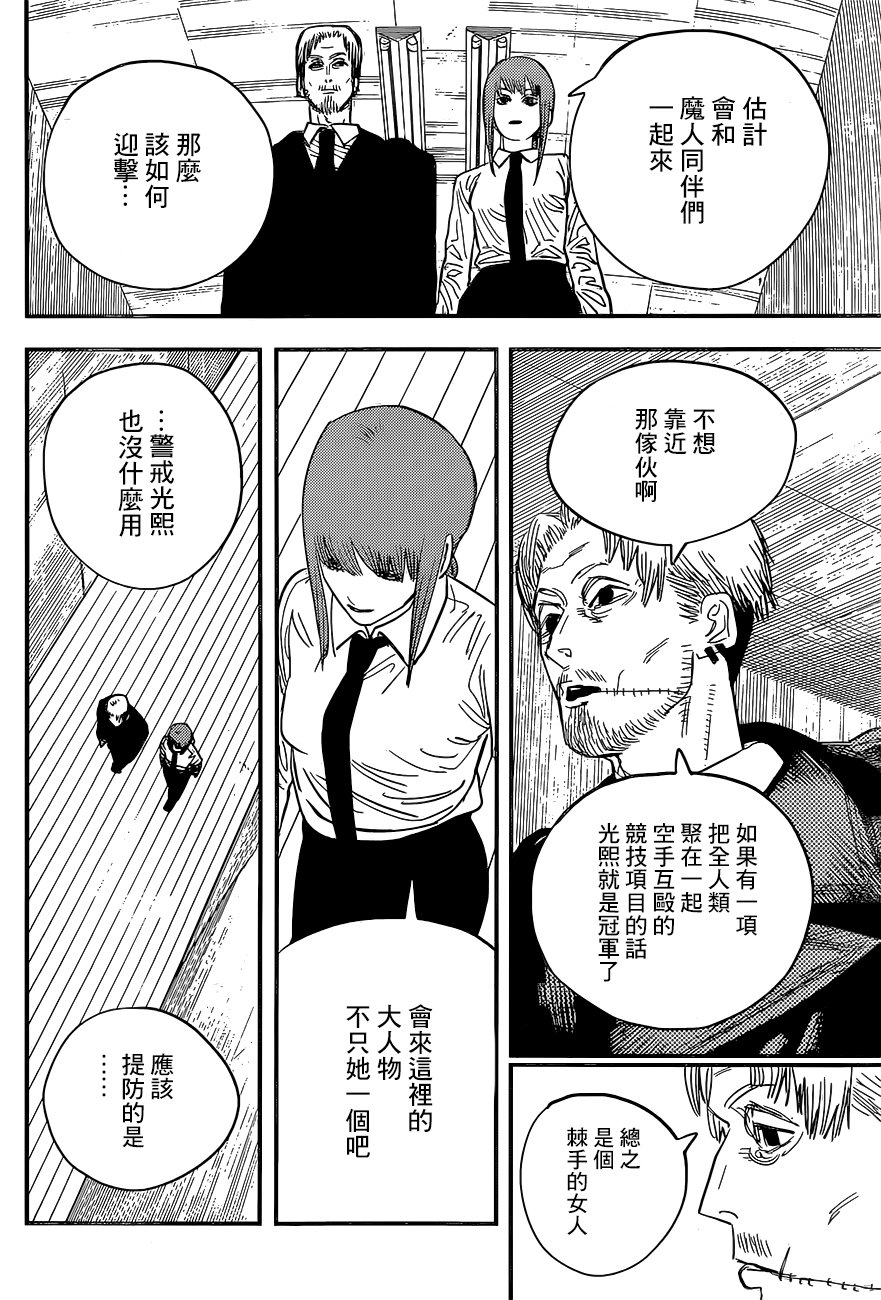 估計
會和
魔人同伴們
一起來
那麼
該如何
迎擊…
不想
靠近
那傢伙啊
如果有一項
把全人類
聚在一起
空手互毆的
競技項目的話
光熙就是冠軍了
總之
是個
棘手的女人
會來這裡的
大人物
不只她一個吧
…警戒光熙
也沒什麼用
應該
提防的是
……